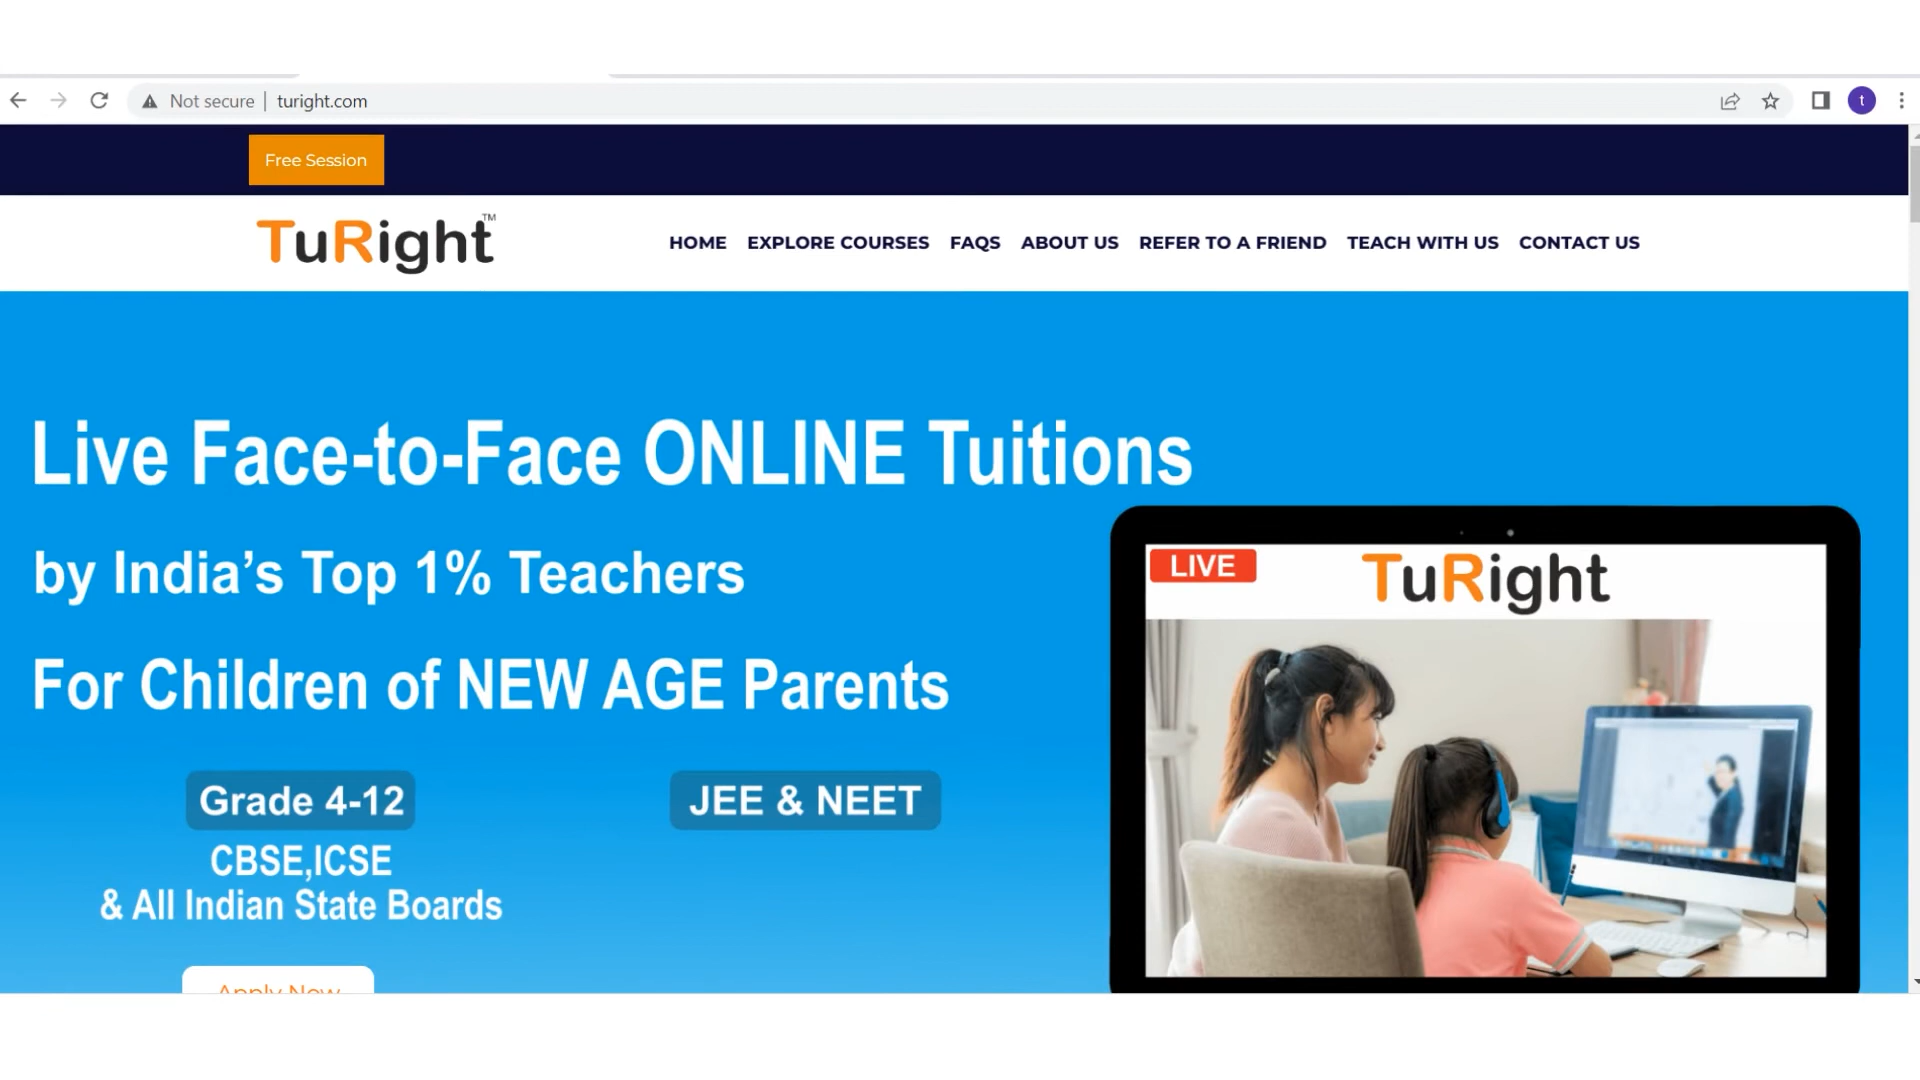 Not secure | turight.com
t
Free Session
TuRight™
HOME EXPLORE COURSES FAQS ABOUT US REFER TO A FRIEND TEACH WITH US CONTACT US
Live Face-to-Face ONLINE Tuitions
by India's Top 1% Teachers
For Children of NEW AGE Parents
LIVE
TuRight
Grade 4-12
JEE & NEET
CBSE,ICSE
& All Indian State Boards
Apply Now